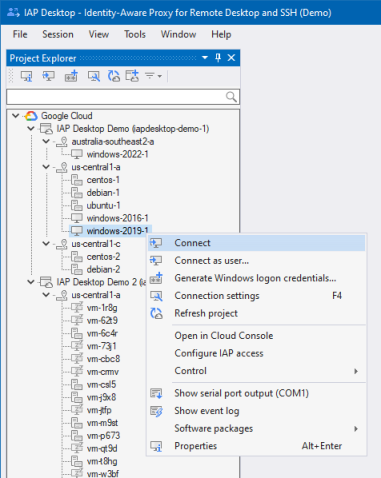 IAP Desktop - Identity-Aware Proxy for Remote Desktop and SSH (Demo)
File Session View Tools Window Help
Project Explorer
Google Cloud
IAP Desktop Demo (iapdesktop-demo-1)
australia-southeast2-a
windows-2022-1
us-central1-a
centos-1
debian-1
ubuntu-1
windows-2016-1
windows-2019-1
us-central1-c
centos-2
debian-2
IAP Desktop Demo 2 (ia
us-central1-a
vm-1r8g
vm-62t9
vm-6c4r
vm-73j1
vm-cbc8
vm-crmv
vm-csl5
vm-j9x8
vm-jtfp
vm-m9st
vm-p673
vm-qt9d
vm-t8hg
vm-w3bf
Connect
Connect as user...
Generate Windows logon credentials...
Connection settings F4
Refresh project
Open in Cloud Console
Configure IAP access
Control
Show serial port output (COM1)
Show event log
Software packages
Properties Alt+Enter